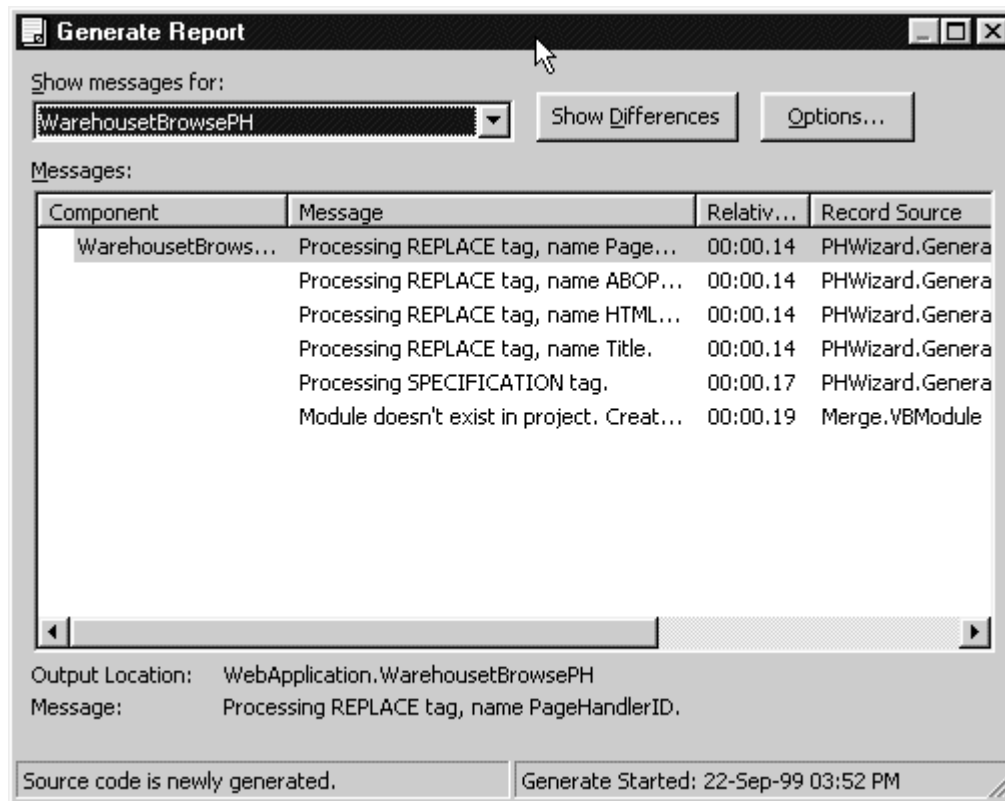 Generate Report
Show messages for:
WarehousetBrowsePH
Show Differences
Options...
Messages:
Component Message Relativ... Record Source
WarehousetBrows... Processing REPLACE tag, name Page... 00:00.14 PHWizard.Genera
Processing REPLACE tag, name ABOP... 00:00.14 PHWizard.Genera
Processing REPLACE tag, name HTML... 00:00.14 PHWizard.Genera
Processing REPLACE tag, name Title. 00:00.14 PHWizard.Genera
Processing SPECIFICATION tag. 00:00.17 PHWizard.Genera
Module doesn't exist in project. Creat... 00:00.19 Merge.VBModule
Output Location: WebApplication.WarehousetBrowsePH
Message: Processing REPLACE tag, name PageHandlerID.
Source code is newly generated. Generate Started: 22-Sep-99 03:52 PM